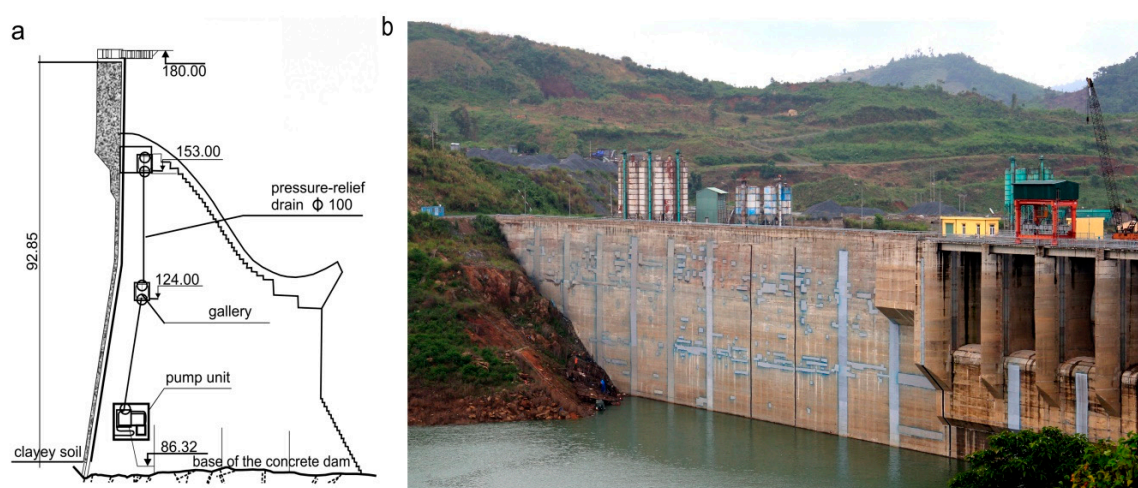 a
180.00
153.00
pressure-relief
drain Φ 100
92.85
124.00
gallery
pump unit
clayey soil
86.32
base of the concrete dam
b